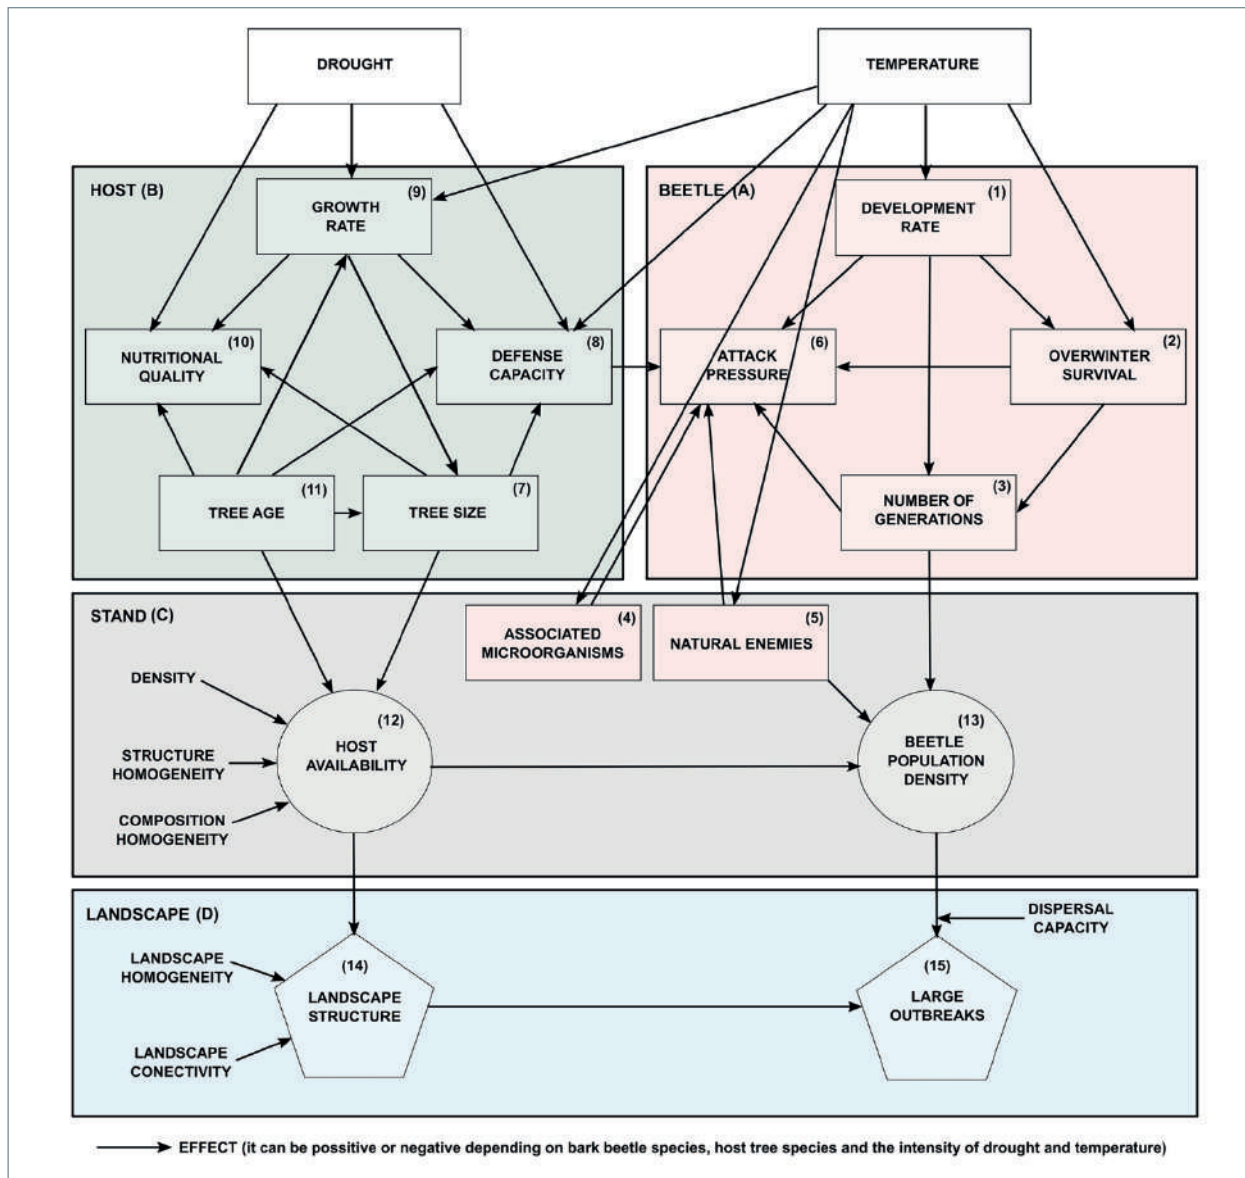 DROUGHT
TEMPERATURE
HOST (B)
(9)
GROWTH
RATE
BEETLE (A)
(1)
DEVELOPMENT
RATE
(10)
NUTRITIONAL
QUALITY
(8)
DEFENSE
CAPACITY
(6)
ATTACK
PRESSURE
(2)
OVERWINTER
SURVIVAL
(11)
TREE AGE
(7)
TREE SIZE
(3)
NUMBER OF
GENERATIONS
STAND (C)
(4)
ASSOCIATED
MICROORGANISMS
(5)
NATURAL ENEMIES
DENSITY
STRUCTURE
HOMOGENEITY
COMPOSITION
HOMOGENEITY
(12)
HOST
AVAILABILITY
(13)
BEETLE
POPULATION
DENSITY
LANDSCAPE (D)
LANDSCAPE
HOMOGENEITY
LANDSCAPE
CONECTIVITY
(14)
LANDSCAPE
STRUCTURE
DISPERSAL
CAPACITY
(15)
LARGE
OUTBREAKS
EFFECT (it can be possitive or negative depending on bark beetle species, host tree species and the intensity of drought and temperature)